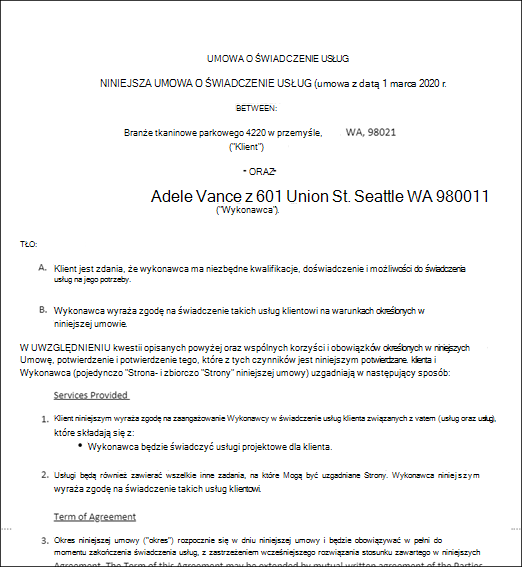 UMOWA O ŚWIADCZENIE USŁUG
NINIEJSZA UMOWA O ŚWIADCZENIE USŁUG (umowa z datą 1 marca 2020 r.
BETWEEN:
Branże tkaninowe parkowego 4220 w przemyśle, WA, 98021
("Klient")
- ORAZ-
Adele Vance z 601 Union St. Seattle WA 980011
("Wykonawca").
TŁO:
A. Klient jest zdania, że wykonawca ma niezbędne kwalifikacje, doświadczenie i możliwości do świadczenia
usług na jego potrzeby.
B. Wykonawca wyraża zgodę na świadczenie takich usług klientowi na warunkach określonych w
niniejszej umowie.
W UWZGLĘDNIENIU kwestii opisanych powyżej oraz wspólnych korzyści i obowiązków określonych w niniejszych
Umowę, potwierdzenie i potwierdzenie tego, które z tych czynników jest niniejszym potwierdzane. klienta i
Wykonawca (pojedynczo "Strona- i zbiorczo "Strony" niniejszej umowy) uzgadniają w następujący sposób:
Services Provided
1. Klient niniejszym wyraża zgodę na zaangażowanie Wykonawcy w świadczenie usług klienta związanych z vatem (usług oraz usług),
które składają się z:
• Wykonawca będzie świadczyć usługi projektowe dla klienta.
2. Usługi będą również zawierać wszelkie inne zadania, na które Mogą być uzgadniane Strony. Wykonawca niniejszym
wyraża zgodę na świadczenie takich usług klientowi.
Term of Agreement
3. Okres niniejszej umowy ("okres") rozpocznie się w dniu niniejszej umowy i będzie obowiązywać w pełni do
momentu zakończenia świadczenia usług, z zastrzeżeniem wcześniejszego rozwiązania stosunku zawartego w niniejszych
Agreement. The Term of this Agreement may be extended by mutual written agreement of the Parties